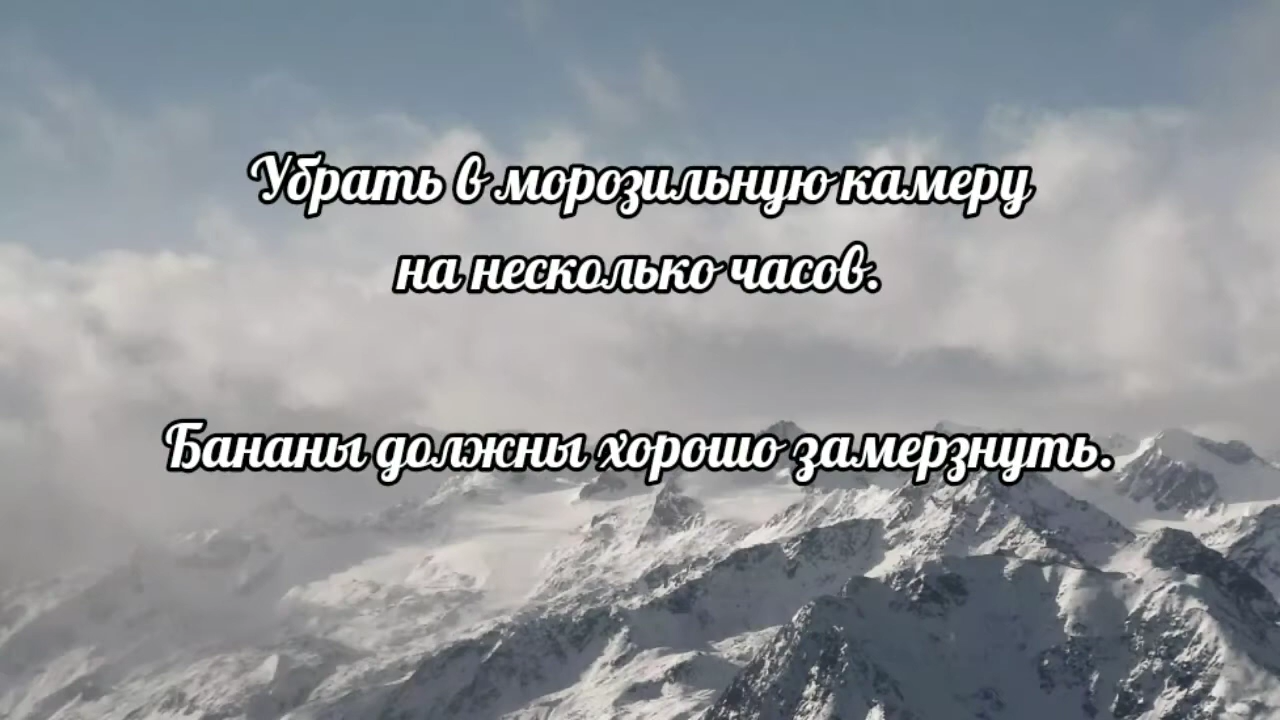 Убрать в морозильную камеру
на несколько часов.
Бананы должны хорошо замерзнуть.